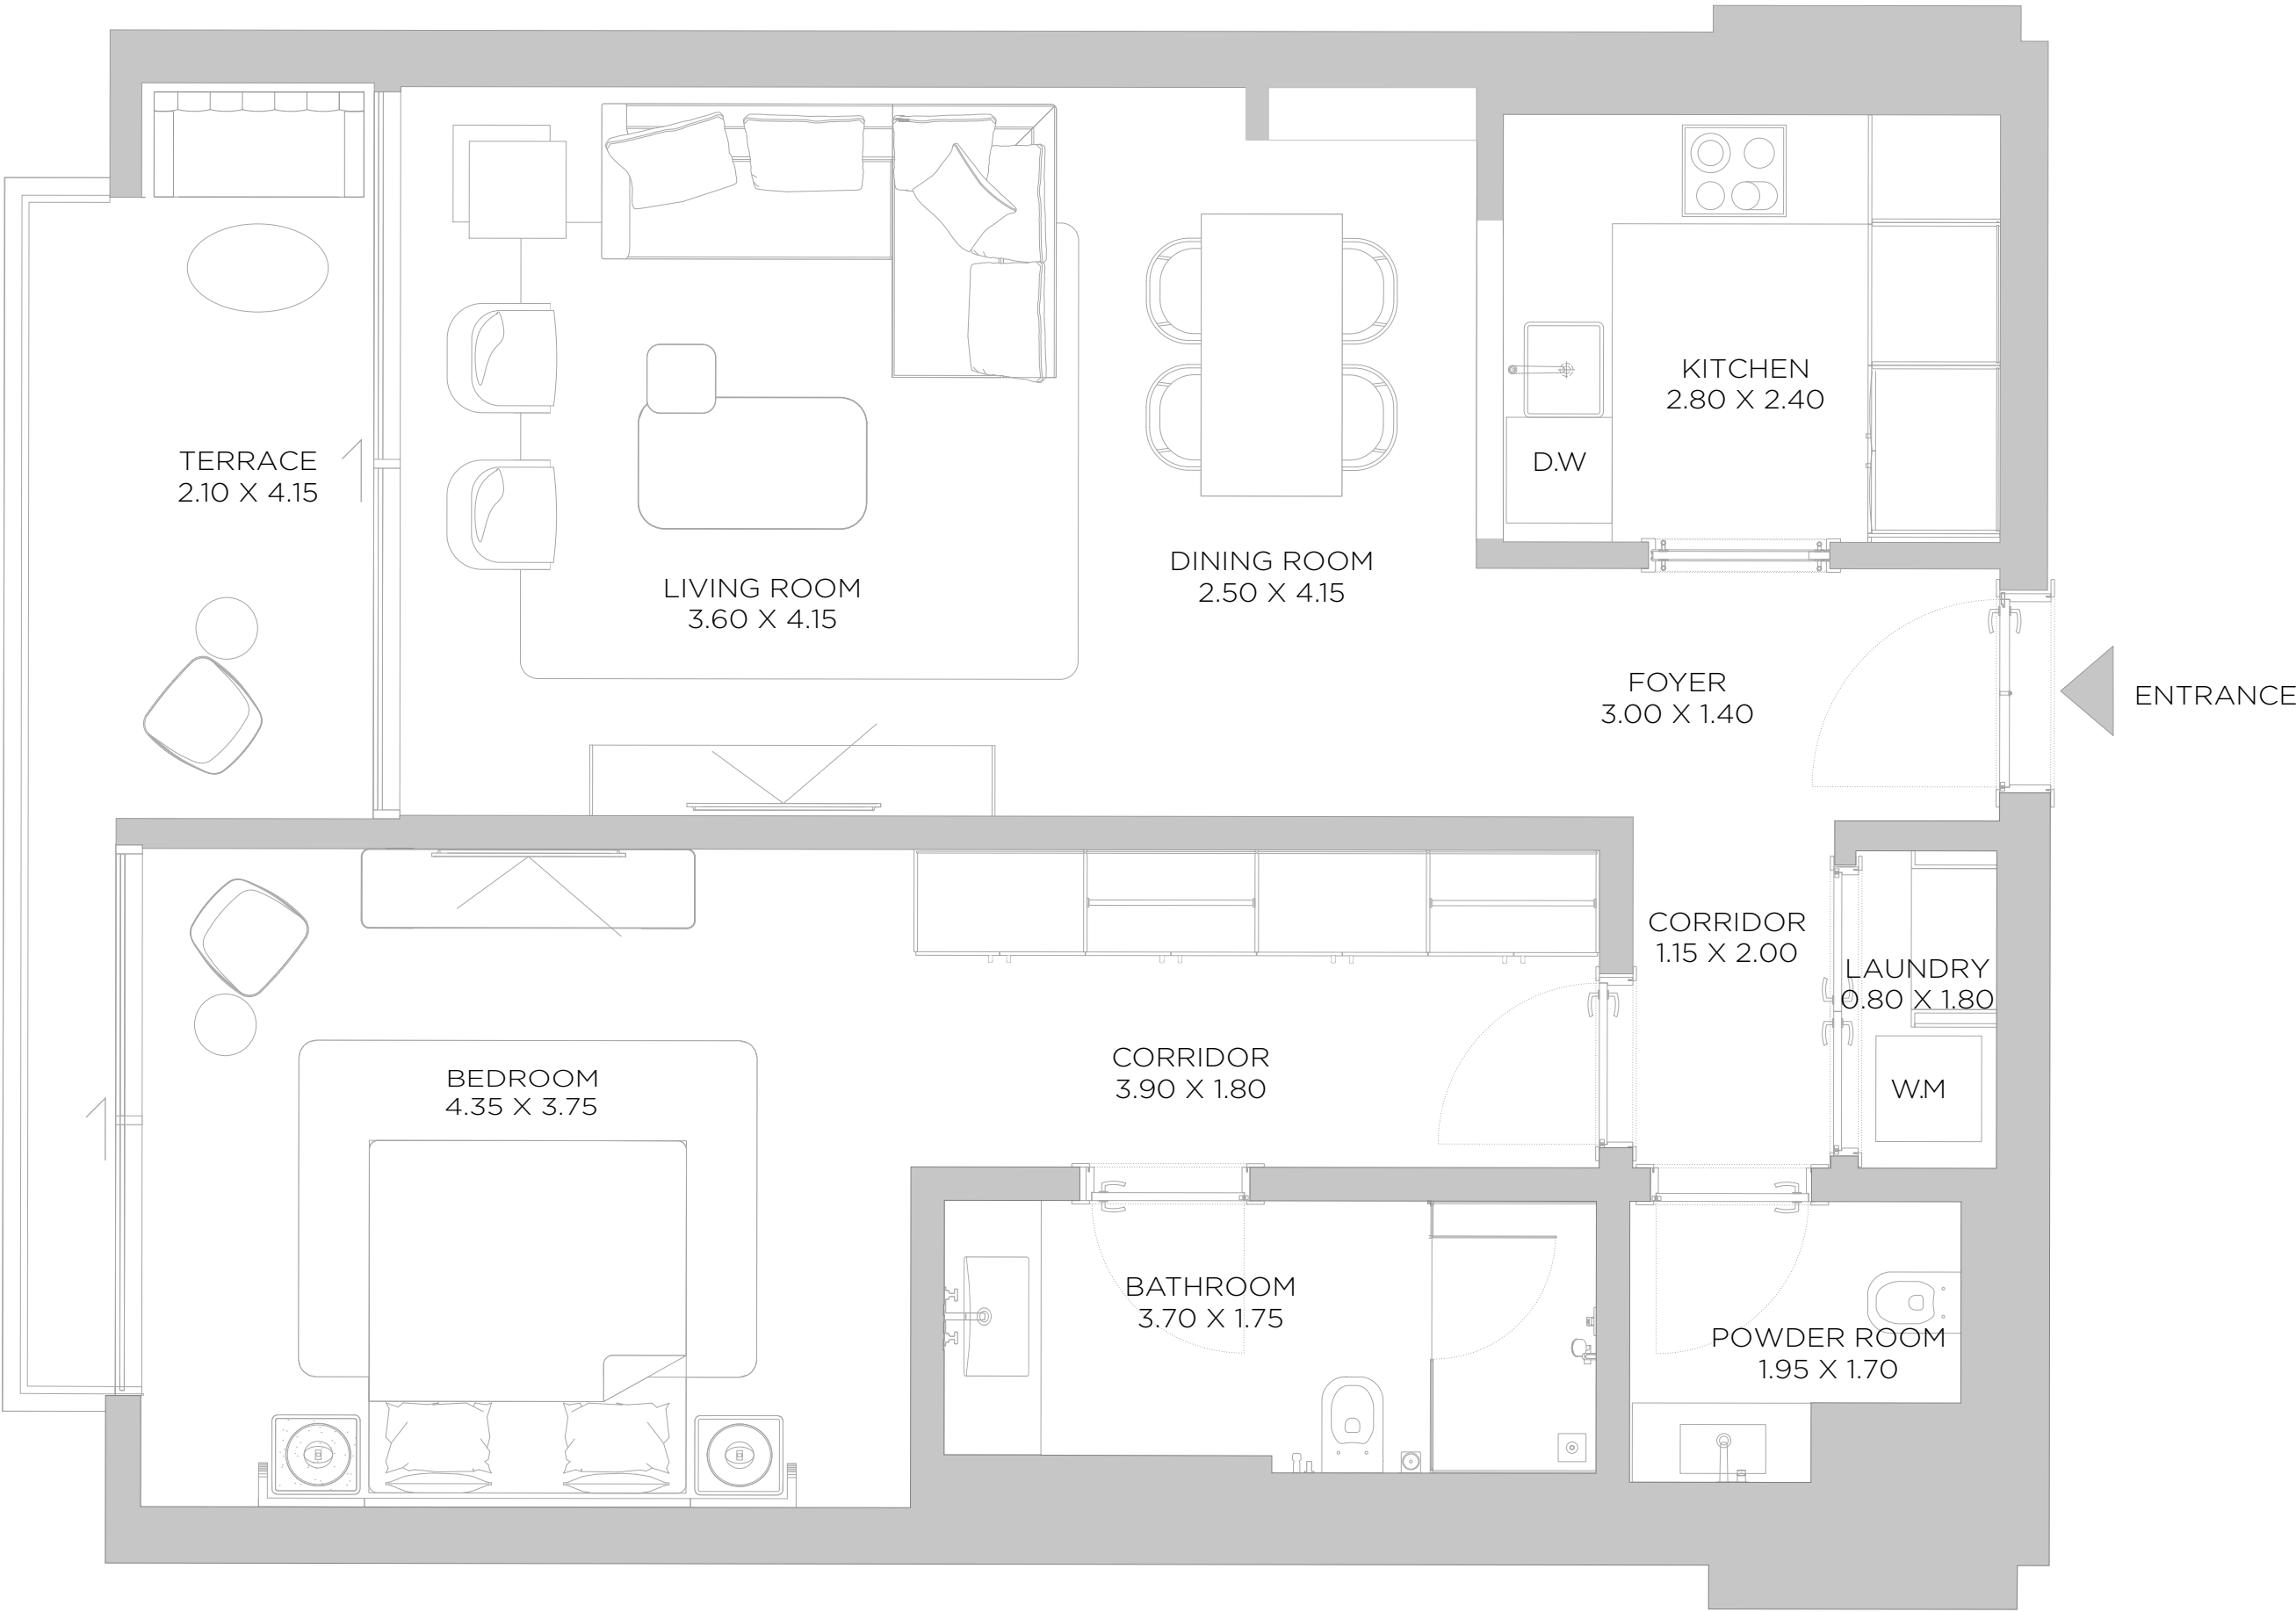 KITCHEN
2.80 X 2.40
D.W
TERRACE
2.10 X 4.15
LIVING ROOM
3.60 X 4.15
DINING ROOM
2.50 X 4.15
FOYER
3.00 X 1.40
ENTRANCE
CORRIDOR
1.15 X 2.00
LAUNDRY
0.80 X 1.80
W.M
CORRIDOR
3.90 X 1.80
BEDROOM
4.35 X 3.75
BATHROOM
3.70 X 1.75
POWDER ROOM
1.95 X 1.70